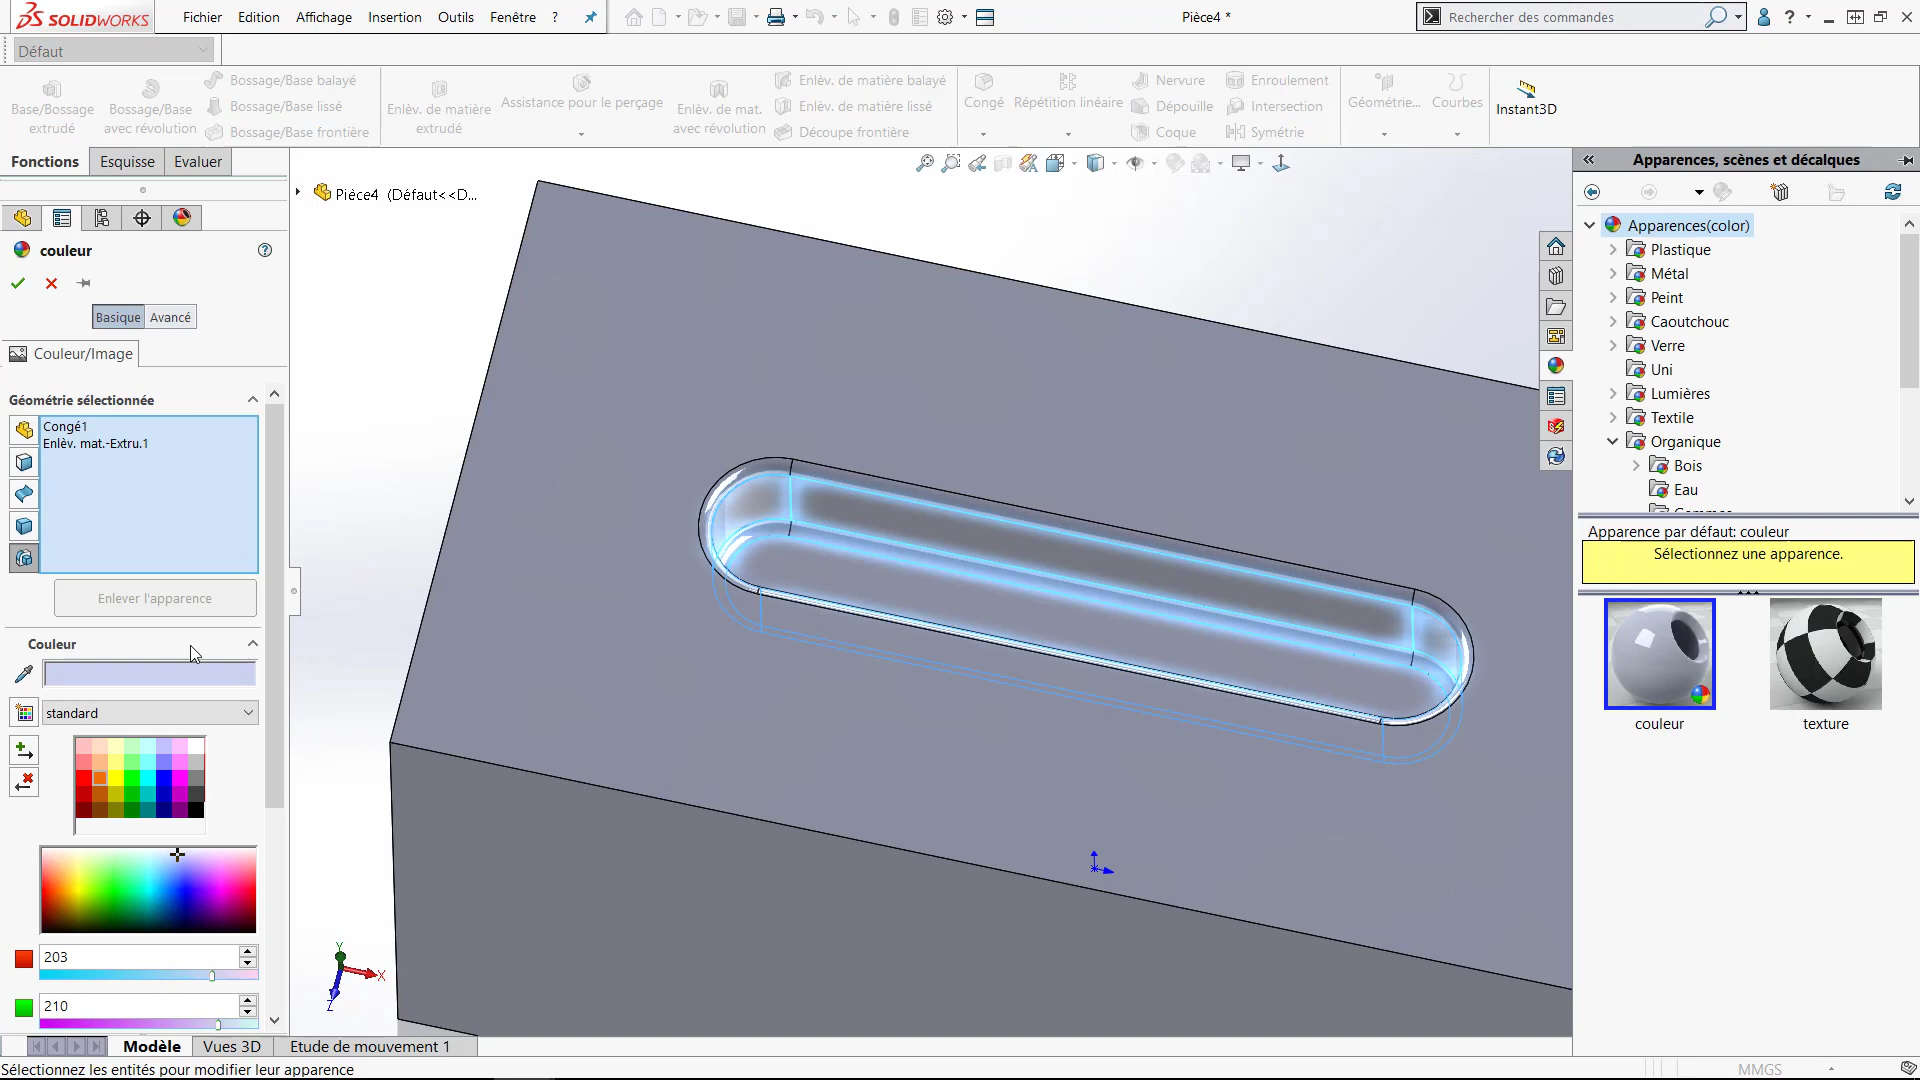 SOLIDWORKS Fichier Edition Affichage Insertion Outils Fenêtre ? Pièce4 * Rechercher des commandes ?
Défaut
Base/Bossage extrudé
Bossage/Base avec révolution
Bossage/Base balayé
Bossage/Base lissé
Bossage/Base frontière
Enlèv. de matière extrudé
Assistance pour le perçage
Enlèv. de mat. avec révolution
Enlèv. de matière balayé
Enlèv. de matière lissé
Découpe frontière
Congé
Répétition linéaire
Nervure
Dépouille
Coque
Enroulement
Intersection
Symétrie
Géométrie...
Courbes
Instant3D
Fonctions Esquisse Evaluer
Pièce4 (Défaut<<D...
couleur
Basique Avancé
Couleur/Image
Géométrie sélectionnée
Congé1
Enlèv. mat.-Extru.1
Enlever l'apparence
Couleur
standard
203
210
Y
X
Z
Apparences, scènes et décalques
Apparences(color)
Plastique
Métal
Peint
Caoutchouc
Verre
Uni
Lumières
Textile
Organique
Bois
Eau
Apparence par défaut: couleur
Sélectionnez une apparence.
couleur texture
Modèle Vues 3D Etude de mouvement 1
Sélectionnez les entités pour modifier leur apparence MMGS